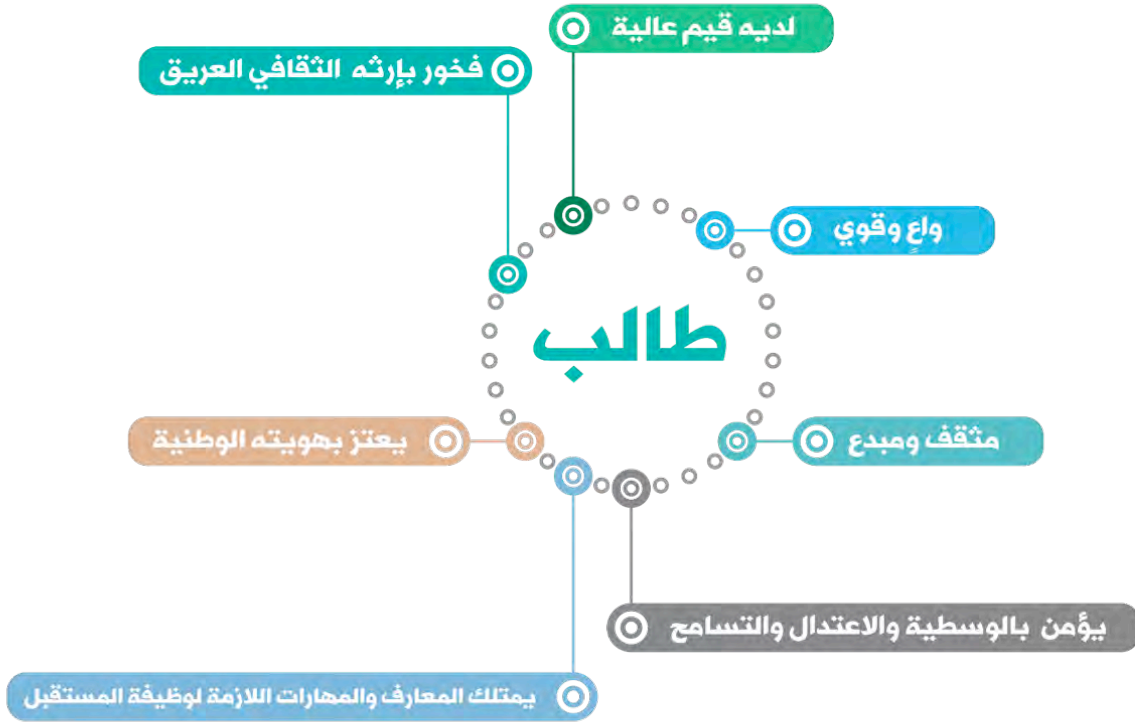 لديه قيم عالية
فخور بإرثه الثقافي العريق
واعٍ وقوي
طالب
مثقف ومبدع
يعتز بهويته الوطنية
يؤمن بالوسطية والاعتدال والتسامح
يمتلك المعارف والمهارات اللازمة لوظيفة المستقبل